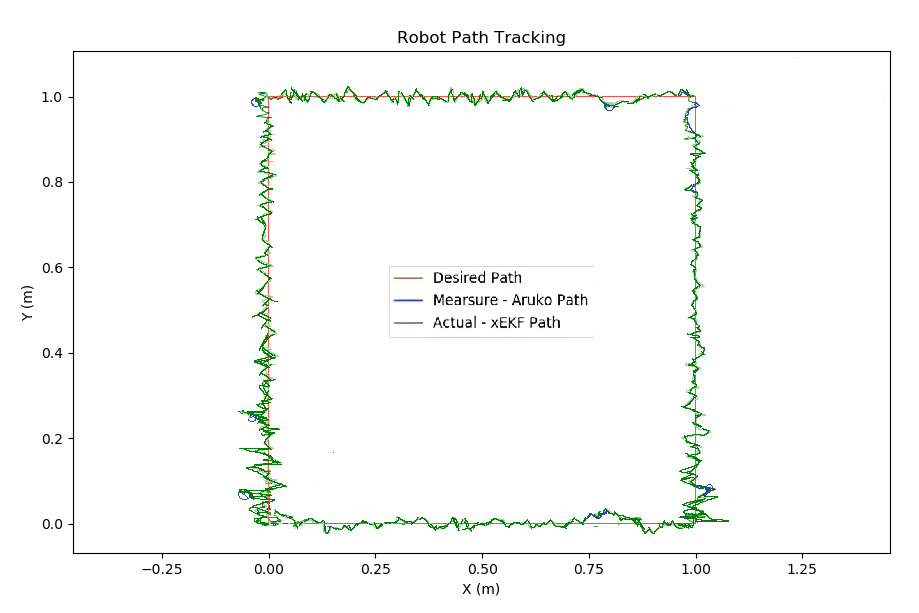 Robot Path Tracking
1.0
0.8
0.6
0.4
0.2
0.0
Y (m)
Desired Path
Mearsure - Aruko Path
Actual - xEKF Path
−0.25 0.00 0.25 0.50 0.75 1.00 1.25
X (m)